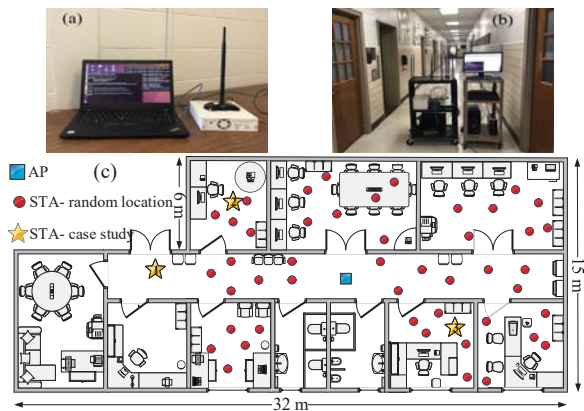 (a)
(b)
AP
(c)
STA- random location
STA- case study
6 m
15 m
32 m